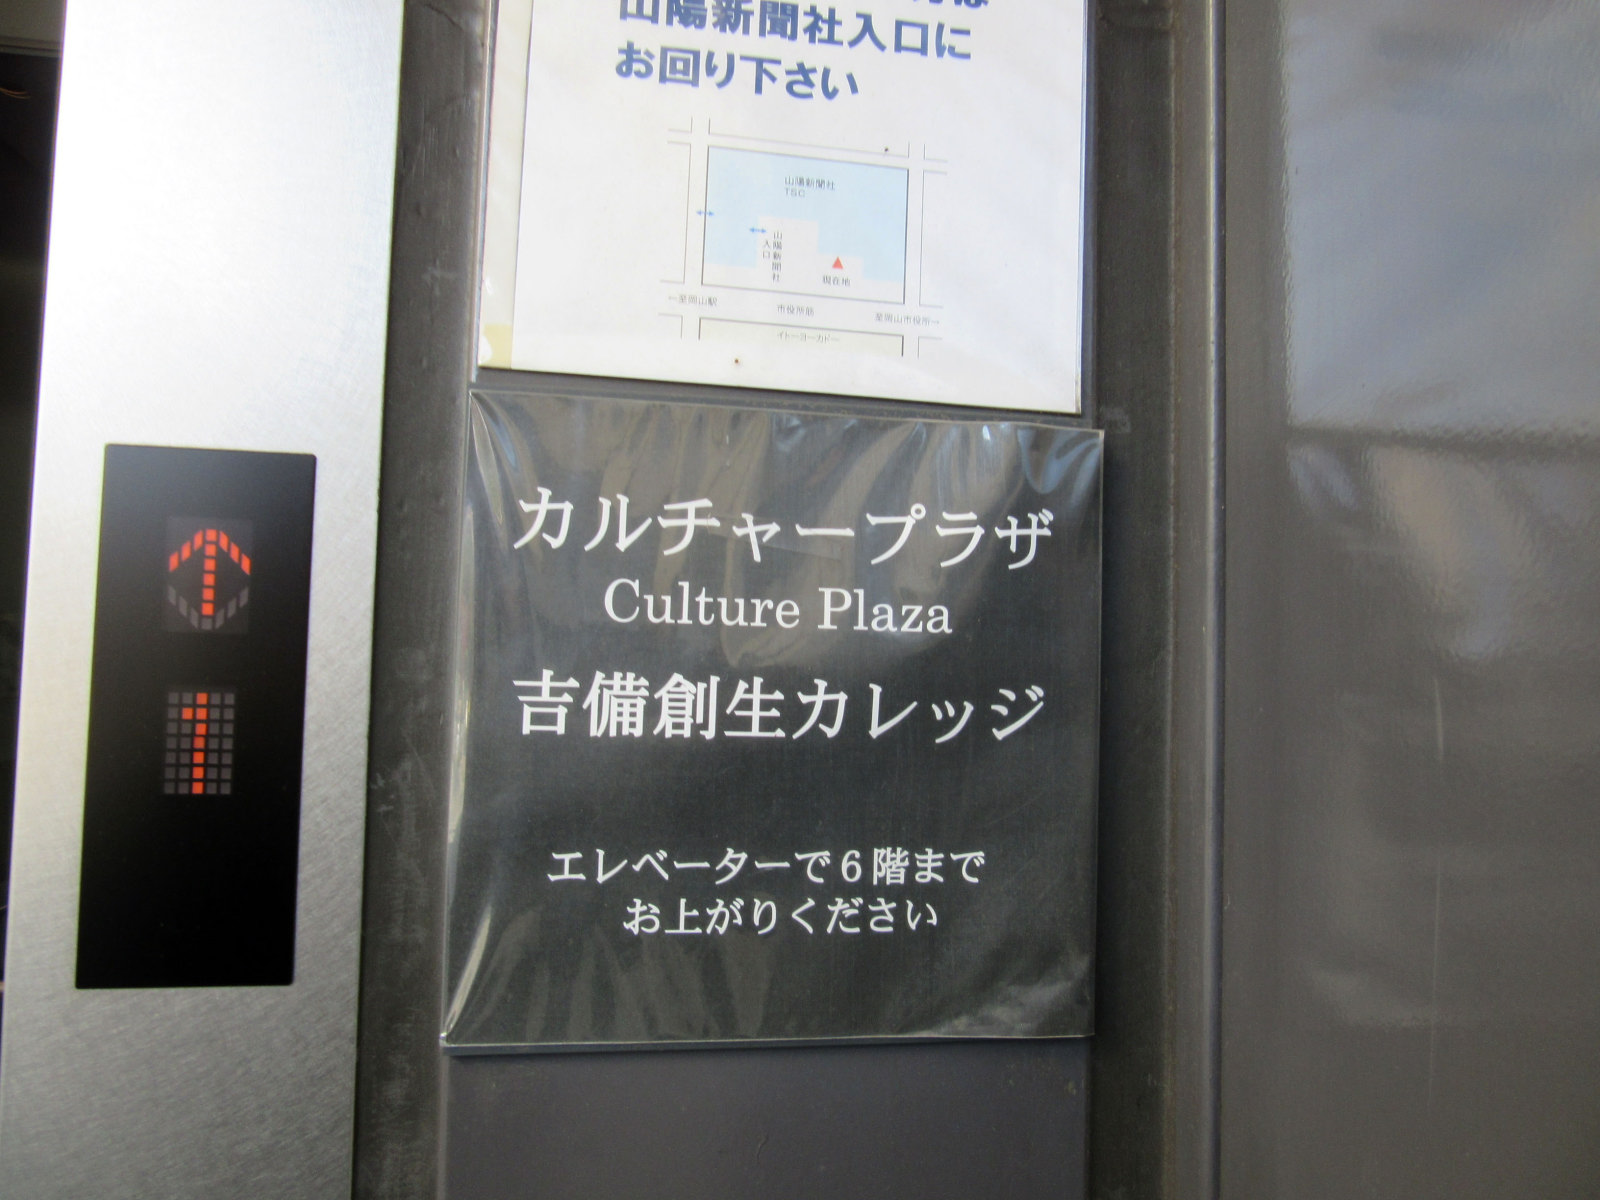 山陽新聞社入口に
お回り下さい
山陽新聞社
TSC
山陽新聞社
入口
現在地
←至岡山駅
市役所筋
至岡山市役所→
イトーヨーカドー
1
カルチャープラザ
Culture Plaza
吉備創生カレッジ
エレベーターで6階まで
お上がりください